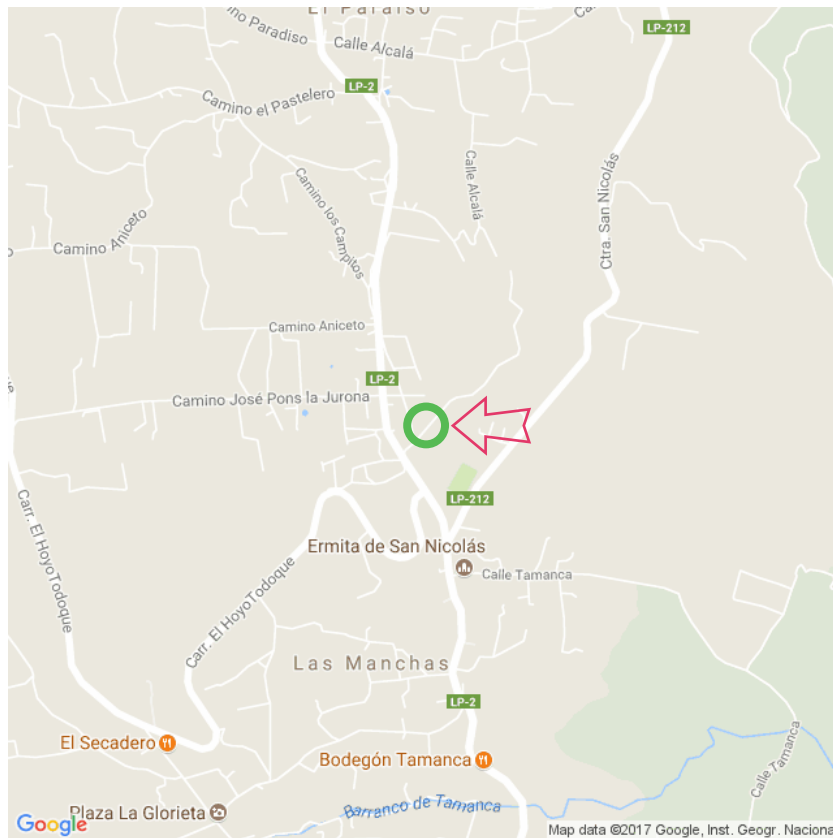 El Paraíso
LP-212
Camino Paradiso
Calle Alcalá
LP-2
Camino el Pastelero
Calle Alcalá
Ctra. San Nicolás
Camino los Campitos
Camino Aniceto
Camino Aniceto
LP-2
Camino José Pons la Jurona
LP-212
Carr. El HoyoTodoque
Ermita de San Nicolás
Calle Tamanca
Carr. El HoyoTodoque
Las Manchas
LP-2
El Secadero
Bodegón Tamanca
Calle Tamanca
Plaza La Glorieta
Barranco de Tamanca
Google
Map data ©2017 Google, Inst. Geogr. Naciona